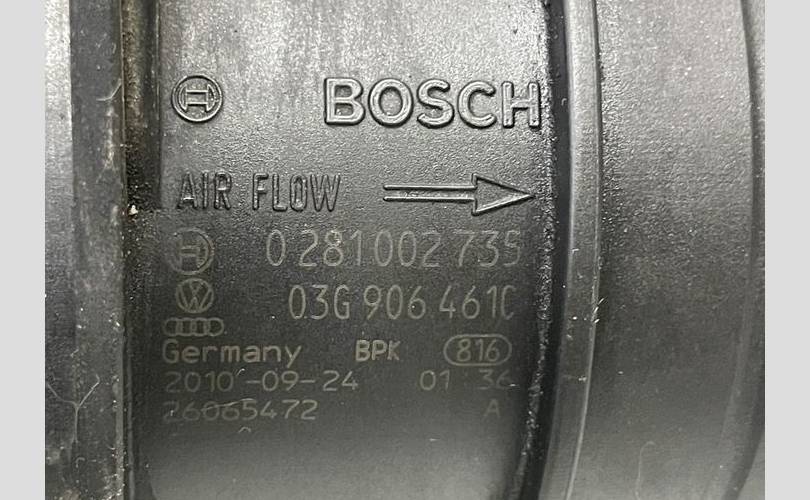 BOSCH
AIR FLOW
0 281 002 735
03G 906 461C
Germany BPK 816
2010-09-24 01:36
26065472 A